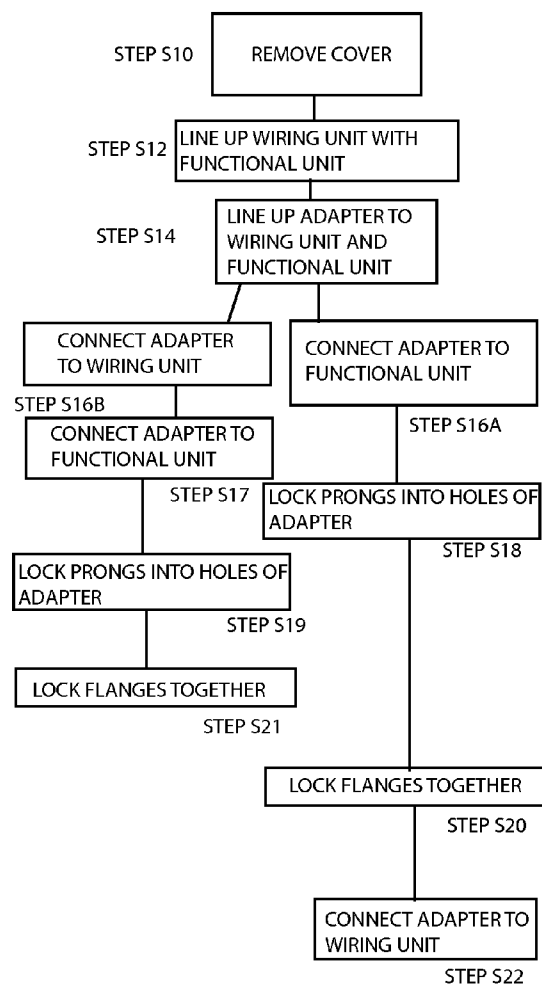 STEP S10
REMOVE COVER
STEP S12
LINE UP WIRING UNIT WITH
FUNCTIONAL UNIT
STEP S14
LINE UP ADAPTER TO
WIRING UNIT AND
FUNCTIONAL UNIT
CONNECT ADAPTER
TO WIRING UNIT
STEP S16B
CONNECT ADAPTER TO
FUNCTIONAL UNIT
STEP S17
LOCK PRONGS INTO HOLES OF
ADAPTER
STEP S19
LOCK FLANGES TOGETHER
STEP S21
CONNECT ADAPTER TO
FUNCTIONAL UNIT
STEP S16A
LOCK PRONGS INTO HOLES OF
ADAPTER
STEP S18
LOCK FLANGES TOGETHER
STEP S20
CONNECT ADAPTER TO
WIRING UNIT
STEP S22